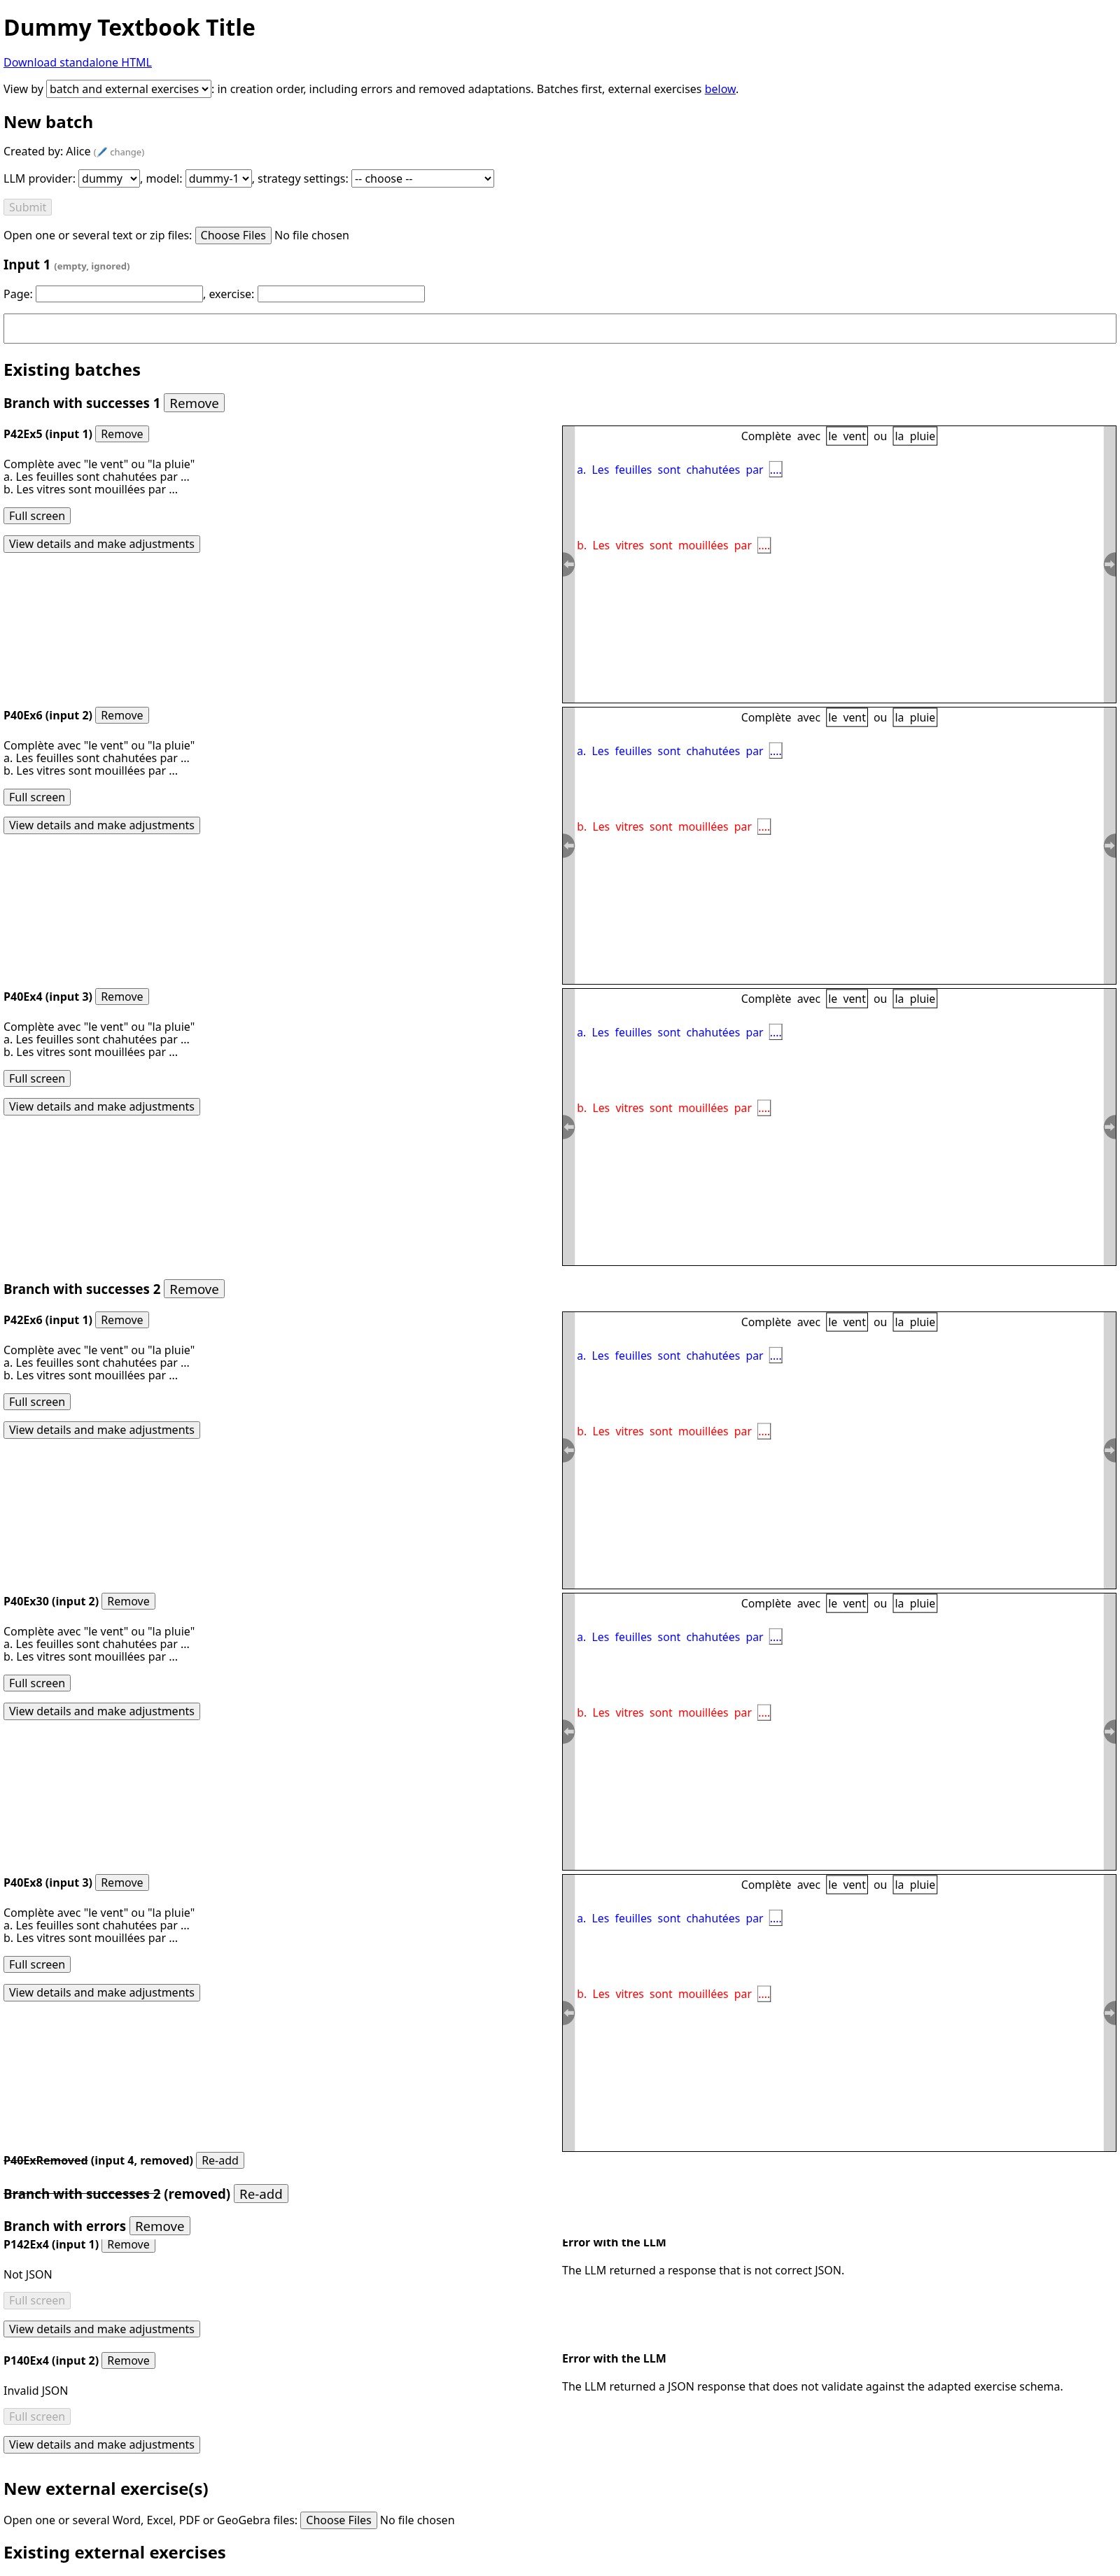 Dummy Textbook Title
Download standalone HTML
View by batch and external exercises : in creation order, including errors and removed adaptations. Batches first, external exercises below.
New batch
Created by: Alice (🖊️ change)
LLM provider: dummy , model: dummy-1 , strategy settings: -- choose --
Submit
Open one or several text or zip files: Choose Files No file chosen
Input 1 (empty, ignored)
Page: , exercise:
Existing batches
Branch with successes 1 Remove
P42Ex5 (input 1) Remove
Complète avec "le vent" ou "la pluie"
a. Les feuilles sont chahutées par ...
b. Les vitres sont mouillées par ...
Full screen
View details and make adjustments
Complète avec le vent ou la pluie
a. Les feuilles sont chahutées par ....
b. Les vitres sont mouillées par ....
P40Ex6 (input 2) Remove
Complète avec "le vent" ou "la pluie"
a. Les feuilles sont chahutées par ...
b. Les vitres sont mouillées par ...
Full screen
View details and make adjustments
Complète avec le vent ou la pluie
a. Les feuilles sont chahutées par ....
b. Les vitres sont mouillées par ....
P40Ex4 (input 3) Remove
Complète avec "le vent" ou "la pluie"
a. Les feuilles sont chahutées par ...
b. Les vitres sont mouillées par ...
Full screen
View details and make adjustments
Complète avec le vent ou la pluie
a. Les feuilles sont chahutées par ....
b. Les vitres sont mouillées par ....
Branch with successes 2 Remove
P42Ex6 (input 1) Remove
Complète avec "le vent" ou "la pluie"
a. Les feuilles sont chahutées par ...
b. Les vitres sont mouillées par ...
Full screen
View details and make adjustments
Complète avec le vent ou la pluie
a. Les feuilles sont chahutées par ....
b. Les vitres sont mouillées par ....
P40Ex30 (input 2) Remove
Complète avec "le vent" ou "la pluie"
a. Les feuilles sont chahutées par ...
b. Les vitres sont mouillées par ...
Full screen
View details and make adjustments
Complète avec le vent ou la pluie
a. Les feuilles sont chahutées par ....
b. Les vitres sont mouillées par ....
P40Ex8 (input 3) Remove
Complète avec "le vent" ou "la pluie"
a. Les feuilles sont chahutées par ...
b. Les vitres sont mouillées par ...
Full screen
View details and make adjustments
Complète avec le vent ou la pluie
a. Les feuilles sont chahutées par ....
b. Les vitres sont mouillées par ....
P40ExRemoved (input 4, removed) Re-add
Branch with successes 2 (removed) Re-add
Branch with errors Remove
P142Ex4 (input 1) Remove
Not JSON
Full screen
View details and make adjustments
Error with the LLM
The LLM returned a response that is not correct JSON.
P140Ex4 (input 2) Remove
Invalid JSON
Full screen
View details and make adjustments
Error with the LLM
The LLM returned a JSON response that does not validate against the adapted exercise schema.
New external exercise(s)
Open one or several Word, Excel, PDF or GeoGebra files: Choose Files No file chosen
Existing external exercises